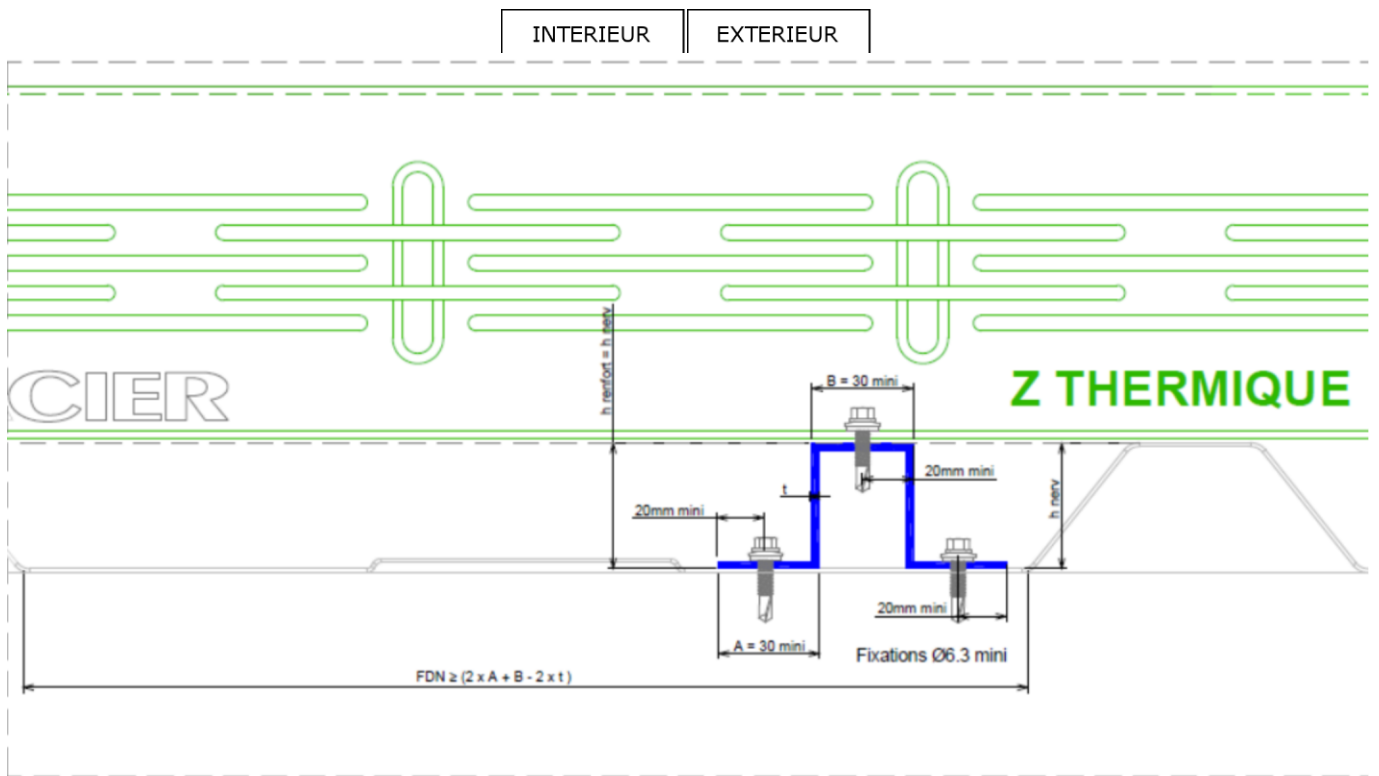 INTERIEUR
EXTERIEUR
h renfort = h nerv
CIER
B = 30 mini
Z THERMIQUE
20mm mini
t
20mm mini
h nerv
20mm mini
A = 30 mini
Fixations Ø6.3 mini
FDN ≥ (2 x A + B - 2 x t )